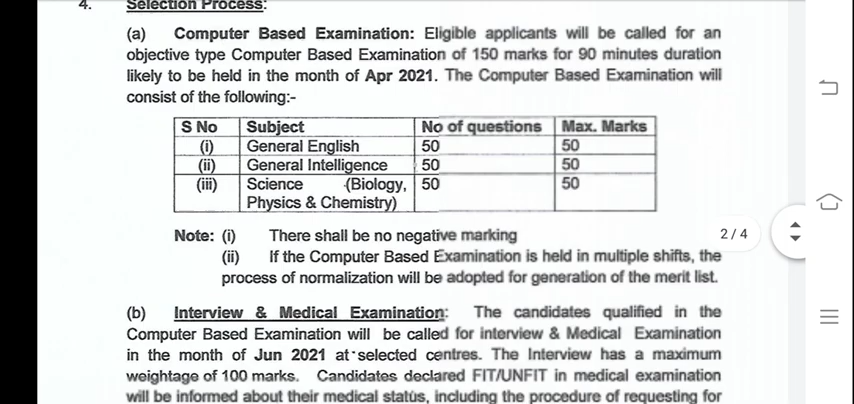 4. Selection Process:
(a) Computer Based Examination: Eligible applicants will be called for an
objective type Computer Based Examination of 150 marks for 90 minutes duration
likely to be held in the month of Apr 2021. The Computer Based Examination will
consist of the following:-
S No Subject No of questions Max. Marks
(i) General English 50 50
(ii) General Intelligence 50 50
(iii) Science (Biology, 50 50
Physics & Chemistry)
Note: (i) There shall be no negative marking
2/4
(ii) If the Computer Based Examination is held in multiple shifts, the
process of normalization will be adopted for generation of the merit list.
(b) Interview & Medical Examination: The candidates qualified in the
Computer Based Examination will be called for interview & Medical Examination
in the month of Jun 2021 at selected centres. The Interview has a maximum
weightage of 100 marks. Candidates declared FIT/UNFIT in medical examination
will be informed about their medical status, including the procedure of requesting for